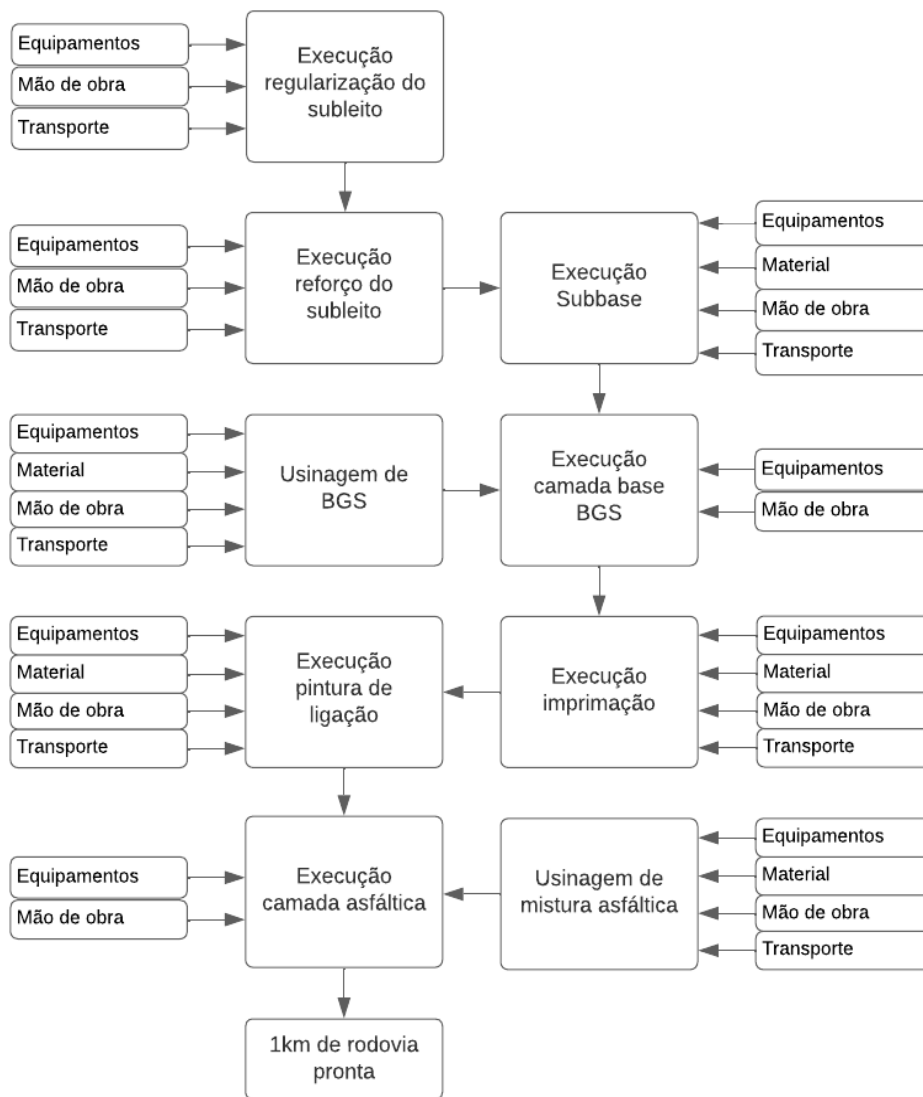 Equipamentos
Mão de obra
Transporte
Execução
regularização do
subleito
Equipamentos
Mão de obra
Transporte
Execução
reforço do
subleito
Execução
Subbase
Equipamentos
Material
Mão de obra
Transporte
Equipamentos
Material
Mão de obra
Transporte
Usinagem de
BGS
Execução
camada base
BGS
Equipamentos
Mão de obra
Equipamentos
Material
Mão de obra
Transporte
Execução
pintura de
ligação
Execução
imprimação
Equipamentos
Material
Mão de obra
Transporte
Equipamentos
Mão de obra
Execução
camada asfáltica
Usinagem de
mistura asfáltica
Equipamentos
Material
Mão de obra
Transporte
1km de rodovia
pronta